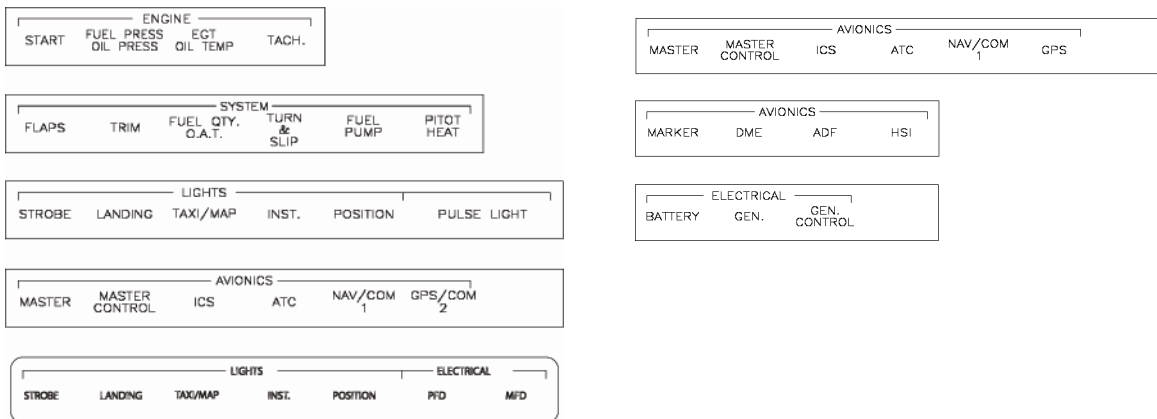 ENGINE
START FUEL PRESS OIL PRESS EGT OIL TEMP TACH.
SYSTEM
FLAPS TRIM FUEL QTY. O.A.T. TURN & SLIP FUEL PUMP PITOT HEAT
LIGHTS
STROBE LANDING TAXI/MAP INST. POSITION PULSE LIGHT
AVIONICS
MASTER MASTER CONTROL ICS ATC NAV/COM 1 GPS/COM 2
LIGHTS ELECTRICAL
STROBE LANDING TAXI/MAP INST. POSITION PFD MFD
AVIONICS
MASTER MASTER CONTROL ICS ATC NAV/COM 1 GPS
AVIONICS
MARKER DME ADF HSI
ELECTRICAL
BATTERY GEN. GEN. CONTROL